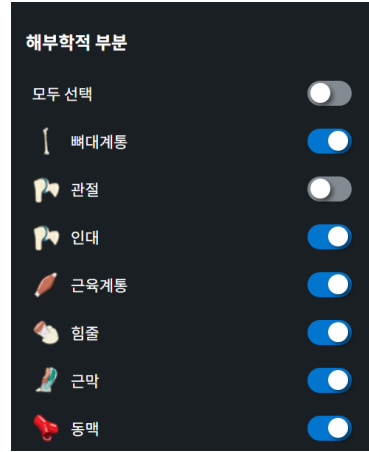 해부학적 부분
모두 선택
뼈대계통
관절
인대
근육계통
힘줄
근막
동맥